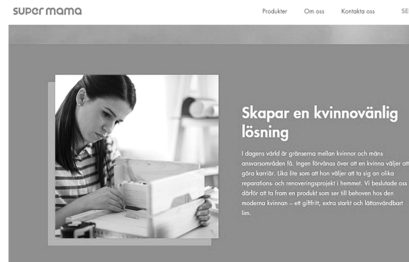 SUPER MAMA
Produkter Om oss Kontakta oss SE
Skapar en kvinnovänlig
lösning
I dagens värld är gränserna mellan kvinnor och mäns
ansvarsområden få. Ingen förvånas över att en kvinna väljer att
göra karriär. Lika lite som att hon väljer att ta sig an olika
reparations- och renoveringsprojekt i hemmet. Vi beslutade oss
därför att ta fram en produkt som ser till behoven hos den
moderna kvinnan – ett giftfritt, extra starkt och lättanvändbart
lim.